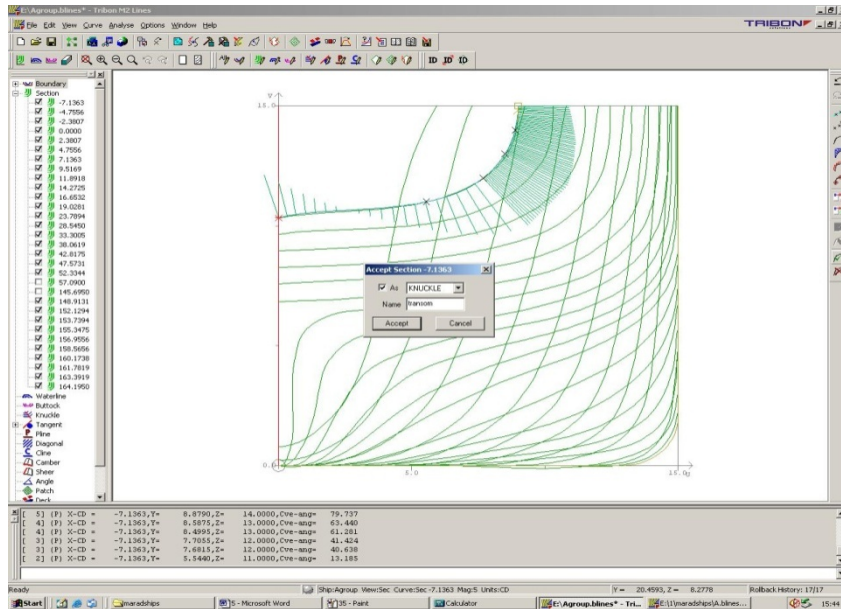 E:\Agroup.blines* - Tribon M2 Lines
File Edit View Curve Analyse Options Window Help
TRIBON
ID ID ID
Boundary
Section
-7.1363
-4.7556
-2.3807
0.0000
2.3807
4.7556
7.1363
9.5169
11.8918
14.2725
16.6532
19.0281
23.7894
28.5450
33.3005
38.0619
42.8175
47.5731
52.3344
57.0900
145.6950
148.9131
152.1294
153.7394
155.3475
156.9556
158.5656
160.1738
161.7819
163.3919
164.1950
Waterline
Buttock
Knuckle
Tangent
Pline
Diagonal
Cline
Camber
Sheer
Angle
Patch
Deck
Accept Section -7.1363
As KNUCKLE
Name transom
Accept Cancel
[ 5] (P) X-CD = -7.1363,Y= 8.8790,Z= 14.0000,Cve-ang= 79.737
[ 4] (P) X-CD = -7.1363,Y= 8.5875,Z= 13.0000,Cve-ang= 63.440
[ 4] (P) X-CD = -7.1363,Y= 8.4995,Z= 13.0000,Cve-ang= 61.281
[ 3] (P) X-CD = -7.1363,Y= 7.7055,Z= 12.0000,Cve-ang= 41.424
[ 3] (P) X-CD = -7.1363,Y= 7.6815,Z= 12.0000,Cve-ang= 40.638
[ 2] (P) X-CD = -7.1363,Y= 5.5440,Z= 11.0000,Cve-ang= 13.185
Ready Ship:Agroup View:Sec Curve:Sec -7.1363 Mag:5 Units:CD Y = 20.4593, Z = 8.2778 Rollback History: 17/17
Start maradships 5 - Microsoft Word 35 - Paint Calculator E:\Agroup.blines* - Tri... E:\1\maradships\A.blines... 15:44